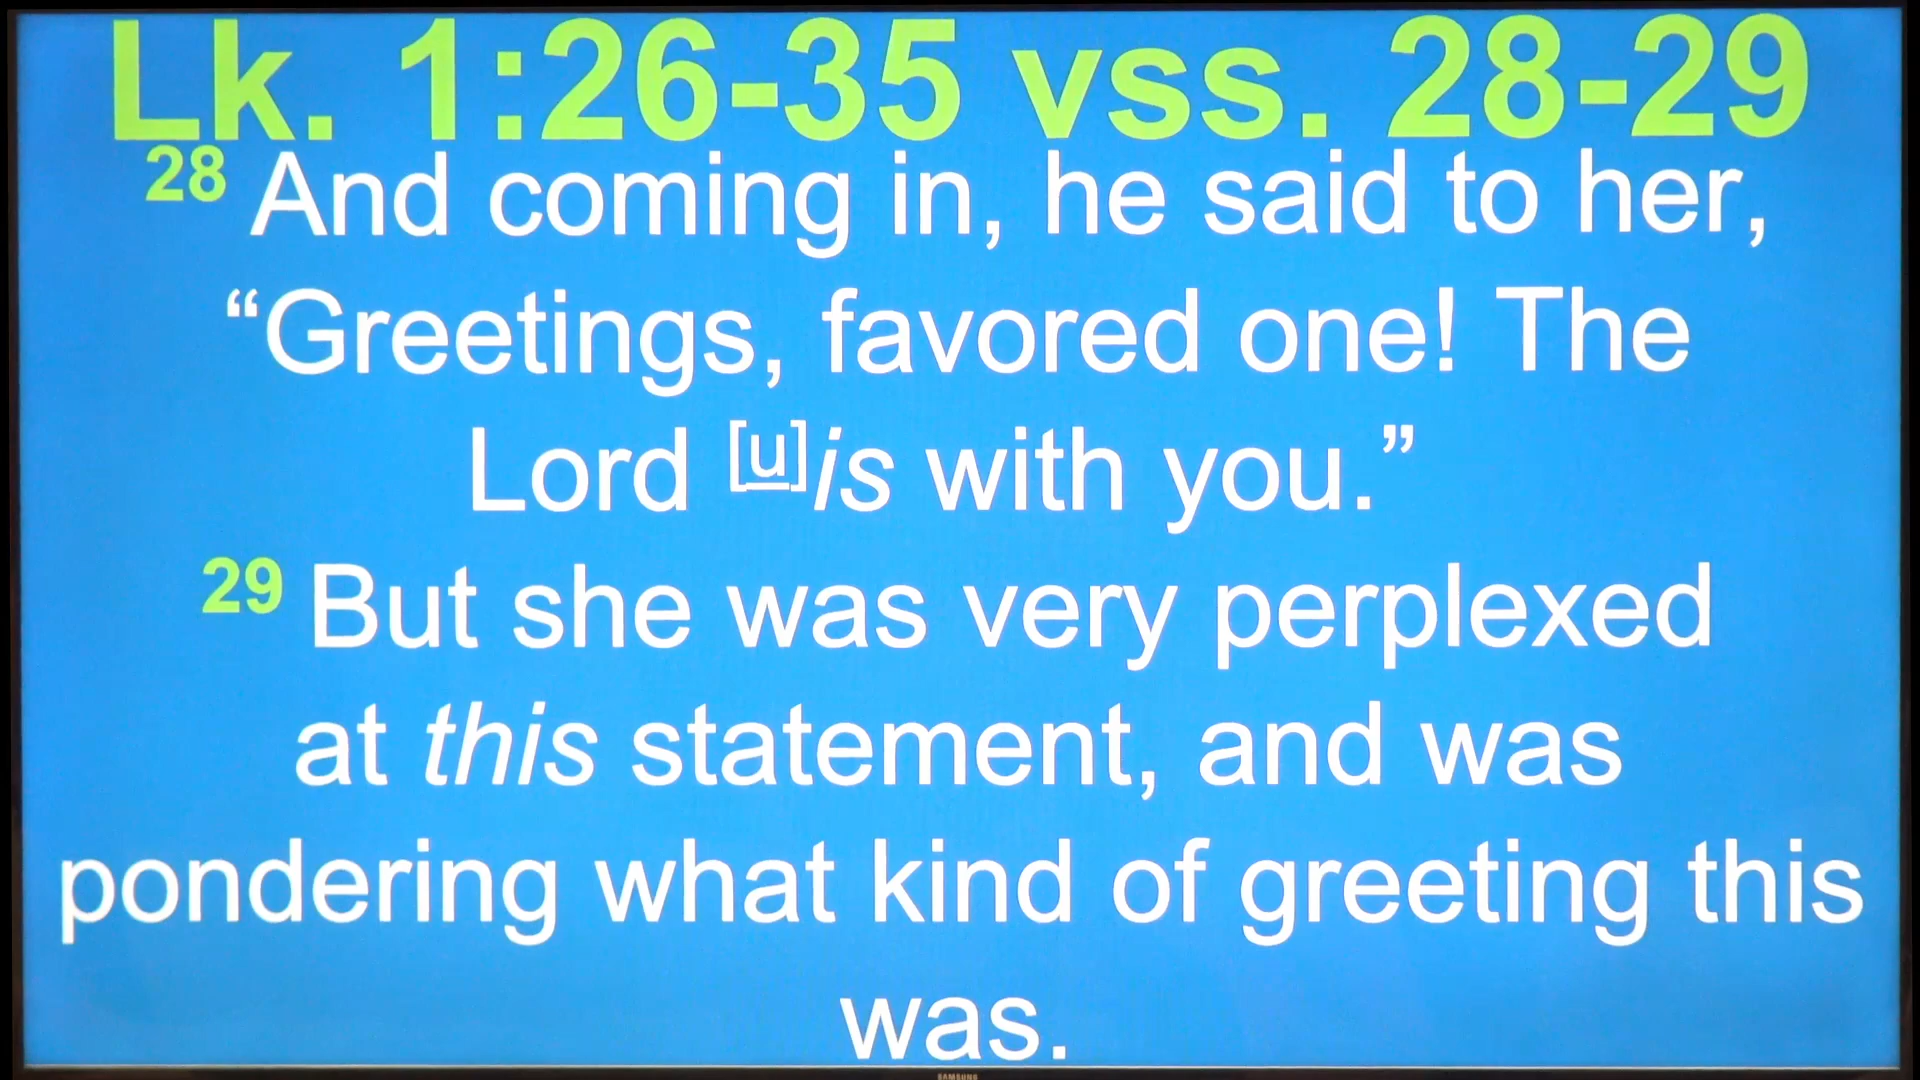 Lk. 1:26-35 vss. 28-29
28 And coming in, he said to her,
“Greetings, favored one! The
Lord [u]is with you.”
29 But she was very perplexed
at this statement, and was
pondering what kind of greeting this
was.
SAMSUNG